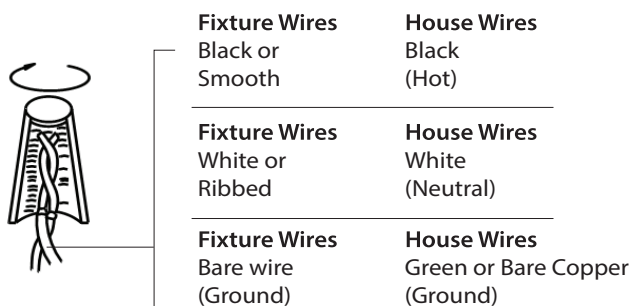 Fixture Wires House Wires
Black or Black
Smooth (Hot)
Fixture Wires House Wires
White or White
Ribbed (Neutral)
Fixture Wires House Wires
Bare wire Green or Bare Copper
(Ground) (Ground)